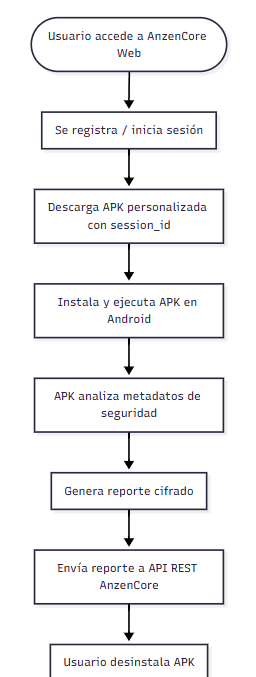 Usuario accede a AnzenCore
Web
Se registra / inicia sesión
Descarga APK personalizada
con session_id
Instala y ejecuta APK en
Android
APK analiza metadatos de
seguridad
Genera reporte cifrado
Envía reporte a API REST
AnzenCore
Usuario desinstala APK